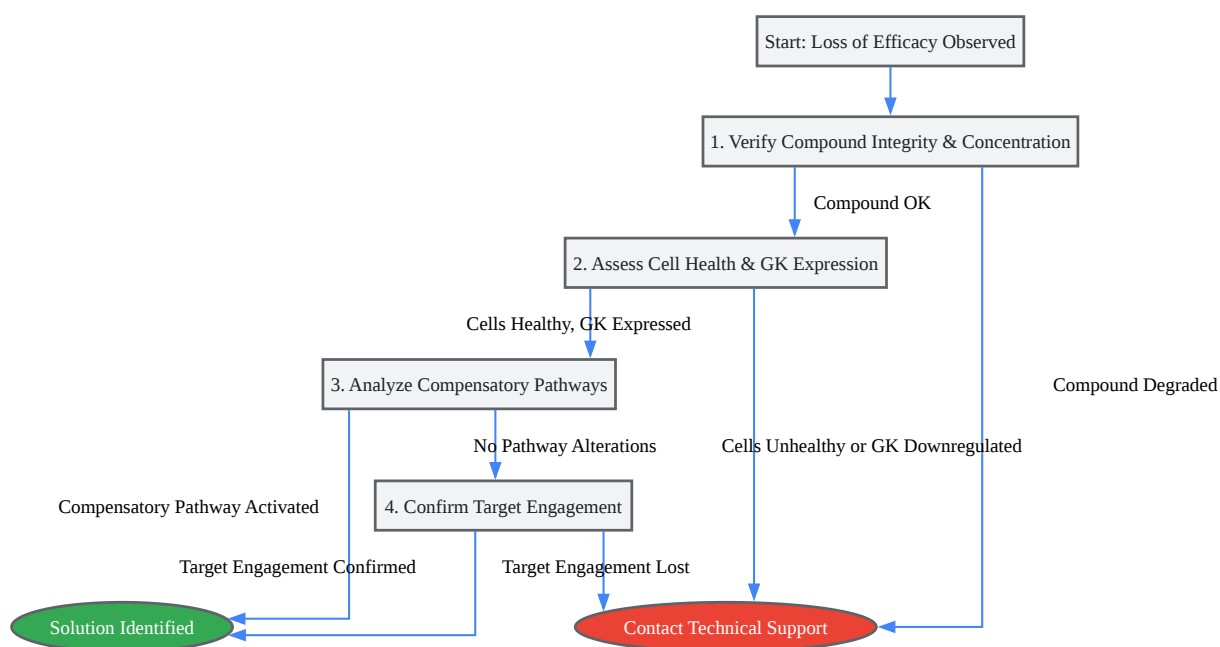 Start: Loss of Efficacy Observed
1. Verify Compound Integrity & Concentration
Compound OK
2. Assess Cell Health & GK Expression
Cells Healthy, GK Expressed
3. Analyze Compensatory Pathways
Compound Degraded
No Pathway Alterations
Cells Unhealthy or GK Downregulated
Compensatory Pathway Activated
4. Confirm Target Engagement
Target Engagement Confirmed
Target Engagement Lost
Solution Identified
Contact Technical Support